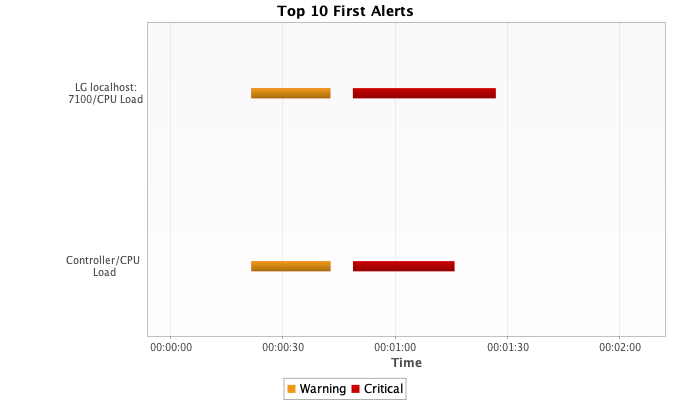 Top 10 First Alerts
LG localhost:
7100/CPU Load
Controller/CPU
Load
00:00:00
00:00:30
00:01:00
00:01:30
00:02:00
Time
Warning
Critical